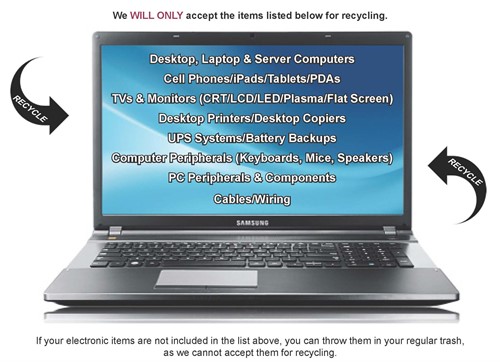 We WILL ONLY accept the items listed below for recycling.
Desktop, Laptop & Server Computers
Cell Phones/iPads/Tablets/PDAs
RECYCLE
TVs & Monitors (CRT/LCD/LED/Plasma/Flat Screen)
Desktop Printers/Desktop Copiers
UPS Systems/Battery Backups
Computer Peripherals (Keyboards, Mice, Speakers)
RECYCLE
PC Peripherals & Components
Cables/Wiring
SAMSUNG
If your electronic items are not included in the list above, you can throw them in your regular trash,
as we cannot accept them for recycling.